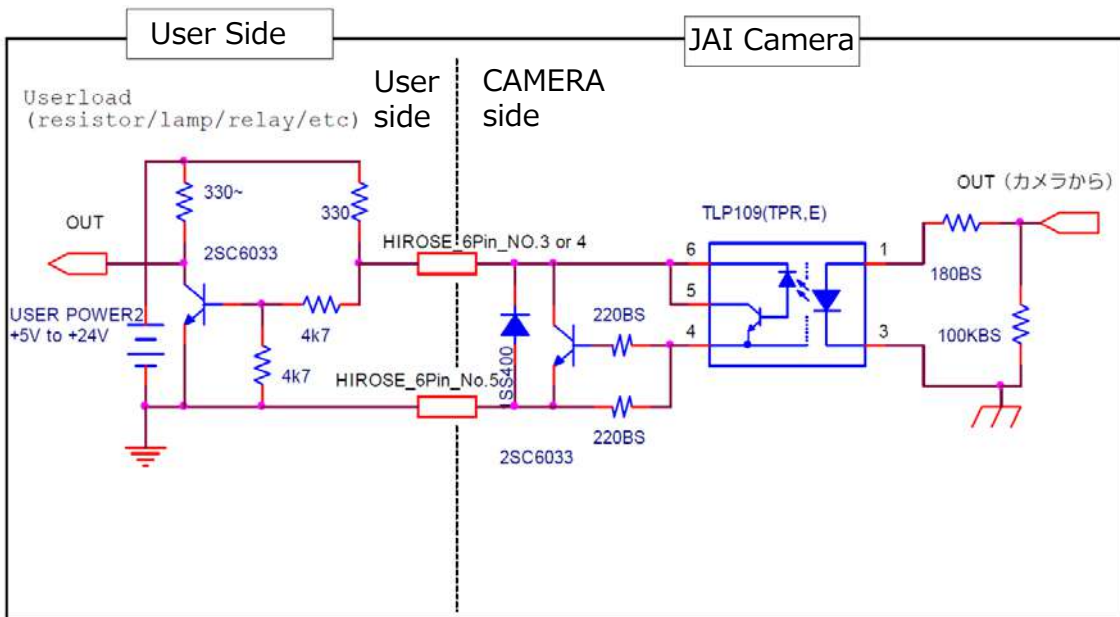 User Side
JAI Camera
Userload
(resistor/lamp/relay/etc)
User
side
CAMERA
side
330~
330
OUT
2SC6033
USER POWER2
+5V to +24V
4k7
4k7
HIROSE_6Pin_NO.3 or 4
HIROSE_6Pin_No.5
1SS400
220BS
220BS
2SC6033
TLP109(TPR,E)
6
5
4
1
3
OUT（カメラから）
180BS
100KBS